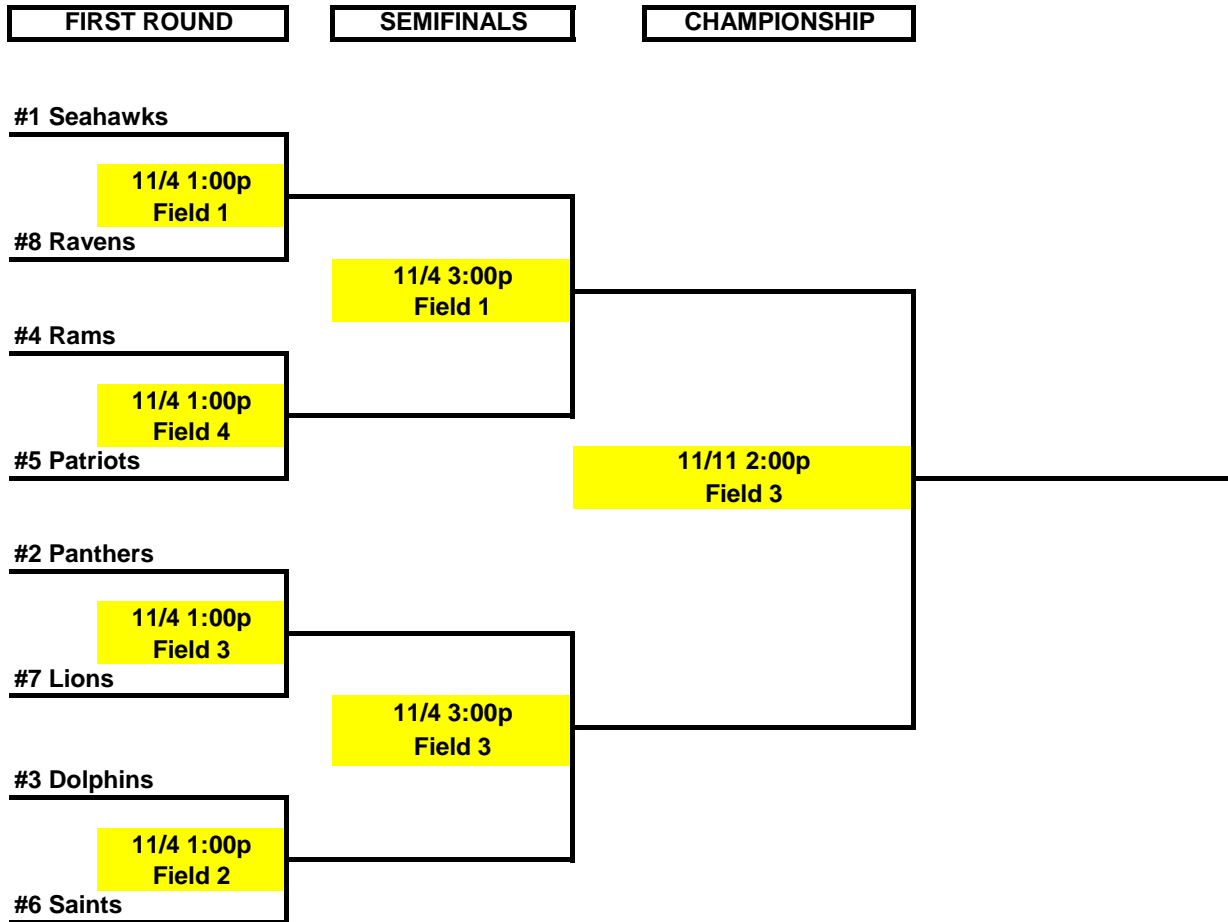 FIRST ROUND
SEMIFINALS
CHAMPIONSHIP
#1 Seahawks
11/4 1:00p
Field 1
#8 Ravens
11/4 3:00p
Field 1
#4 Rams
11/4 1:00p
Field 4
#5 Patriots
11/11 2:00p
Field 3
#2 Panthers
11/4 1:00p
Field 3
#7 Lions
11/4 3:00p
Field 3
#3 Dolphins
11/4 1:00p
Field 2
#6 Saints